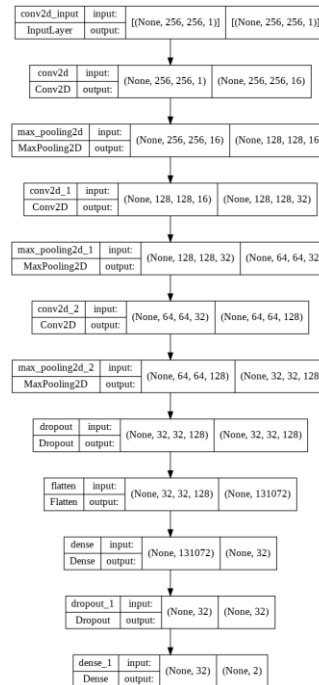 conv2d_input input: [(None, 256, 256, 1)] [(None, 256, 256, 1)]
InputLayer output:
conv2d input: (None, 256, 256, 1) (None, 256, 256, 16)
Conv2D output:
max_pooling2d input: (None, 256, 256, 16) (None, 128, 128, 16)
MaxPooling2D output:
conv2d_1 input: (None, 128, 128, 16) (None, 128, 128, 32)
Conv2D output:
max_pooling2d_1 input: (None, 128, 128, 32) (None, 64, 64, 32)
MaxPooling2D output:
conv2d_2 input: (None, 64, 64, 32) (None, 64, 64, 128)
Conv2D output:
max_pooling2d_2 input: (None, 64, 64, 128) (None, 32, 32, 128)
MaxPooling2D output:
dropout input: (None, 32, 32, 128) (None, 32, 32, 128)
Dropout output:
flatten input: (None, 32, 32, 128) (None, 131072)
Flatten output:
dense input: (None, 131072) (None, 32)
Dense output:
dropout_1 input: (None, 32) (None, 32)
Dropout output:
dense_1 input: (None, 32) (None, 2)
Dense output: